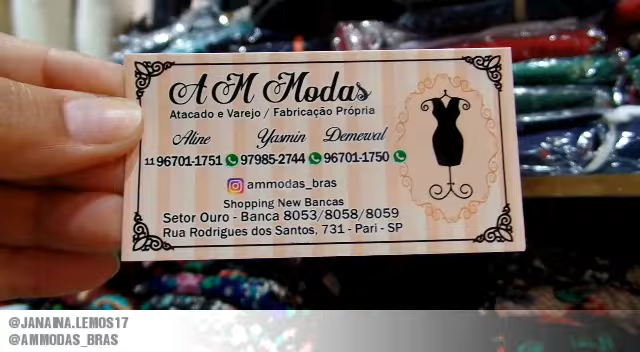 AM Modas
Atacado e Varejo / Fabricação Própria
Aline Yasmin Demewal
11 96701-1751 97985-2744 96701-1750
ammodas_bras
Shopping New Bancas
Setor Ouro - Banca 8053/8058/8059
Rua Rodrigues dos Santos, 731 - Pari - SP
@JANAINA.LEMOS17
@AMMODAS_BRAS